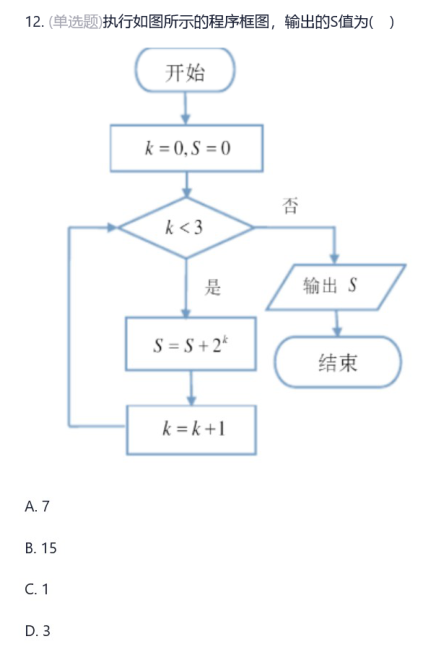 12. (单选题)执行如图所示的程序框图，输出的S值为(    )
开始
k = 0, S = 0
k < 3
否
是
输出 S
S = S + 2^k
结束
k = k +1
A. 7
B. 15
C. 1
D. 3